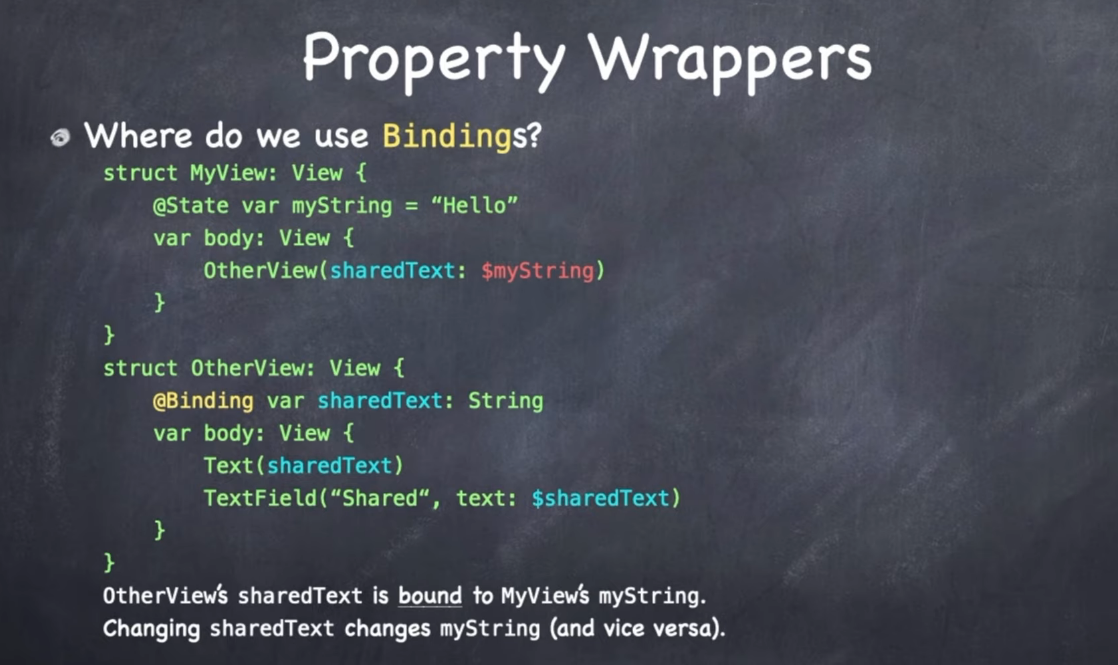 Property Wrappers
Where do we use Bindings?
struct MyView: View {
    @State var myString = “Hello”
    var body: View {
        OtherView(sharedText: $myString)
    }
}
struct OtherView: View {
    @Binding var sharedText: String
    var body: View {
        Text(sharedText)
        TextField(“Shared“, text: $sharedText)
    }
}
OtherView’s sharedText is bound to MyView’s myString.
Changing sharedText changes myString (and vice versa).